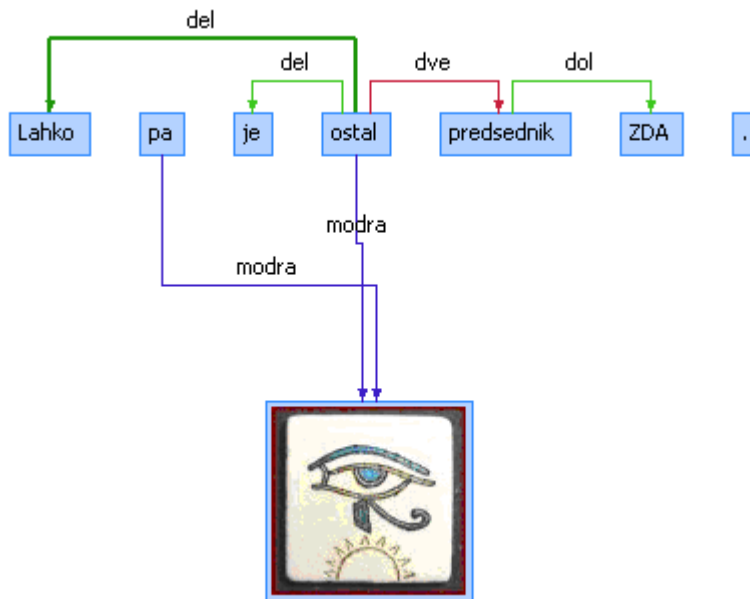 del
del dve dol
Lahko pa je ostal predsednik ZDA .
modra
modra